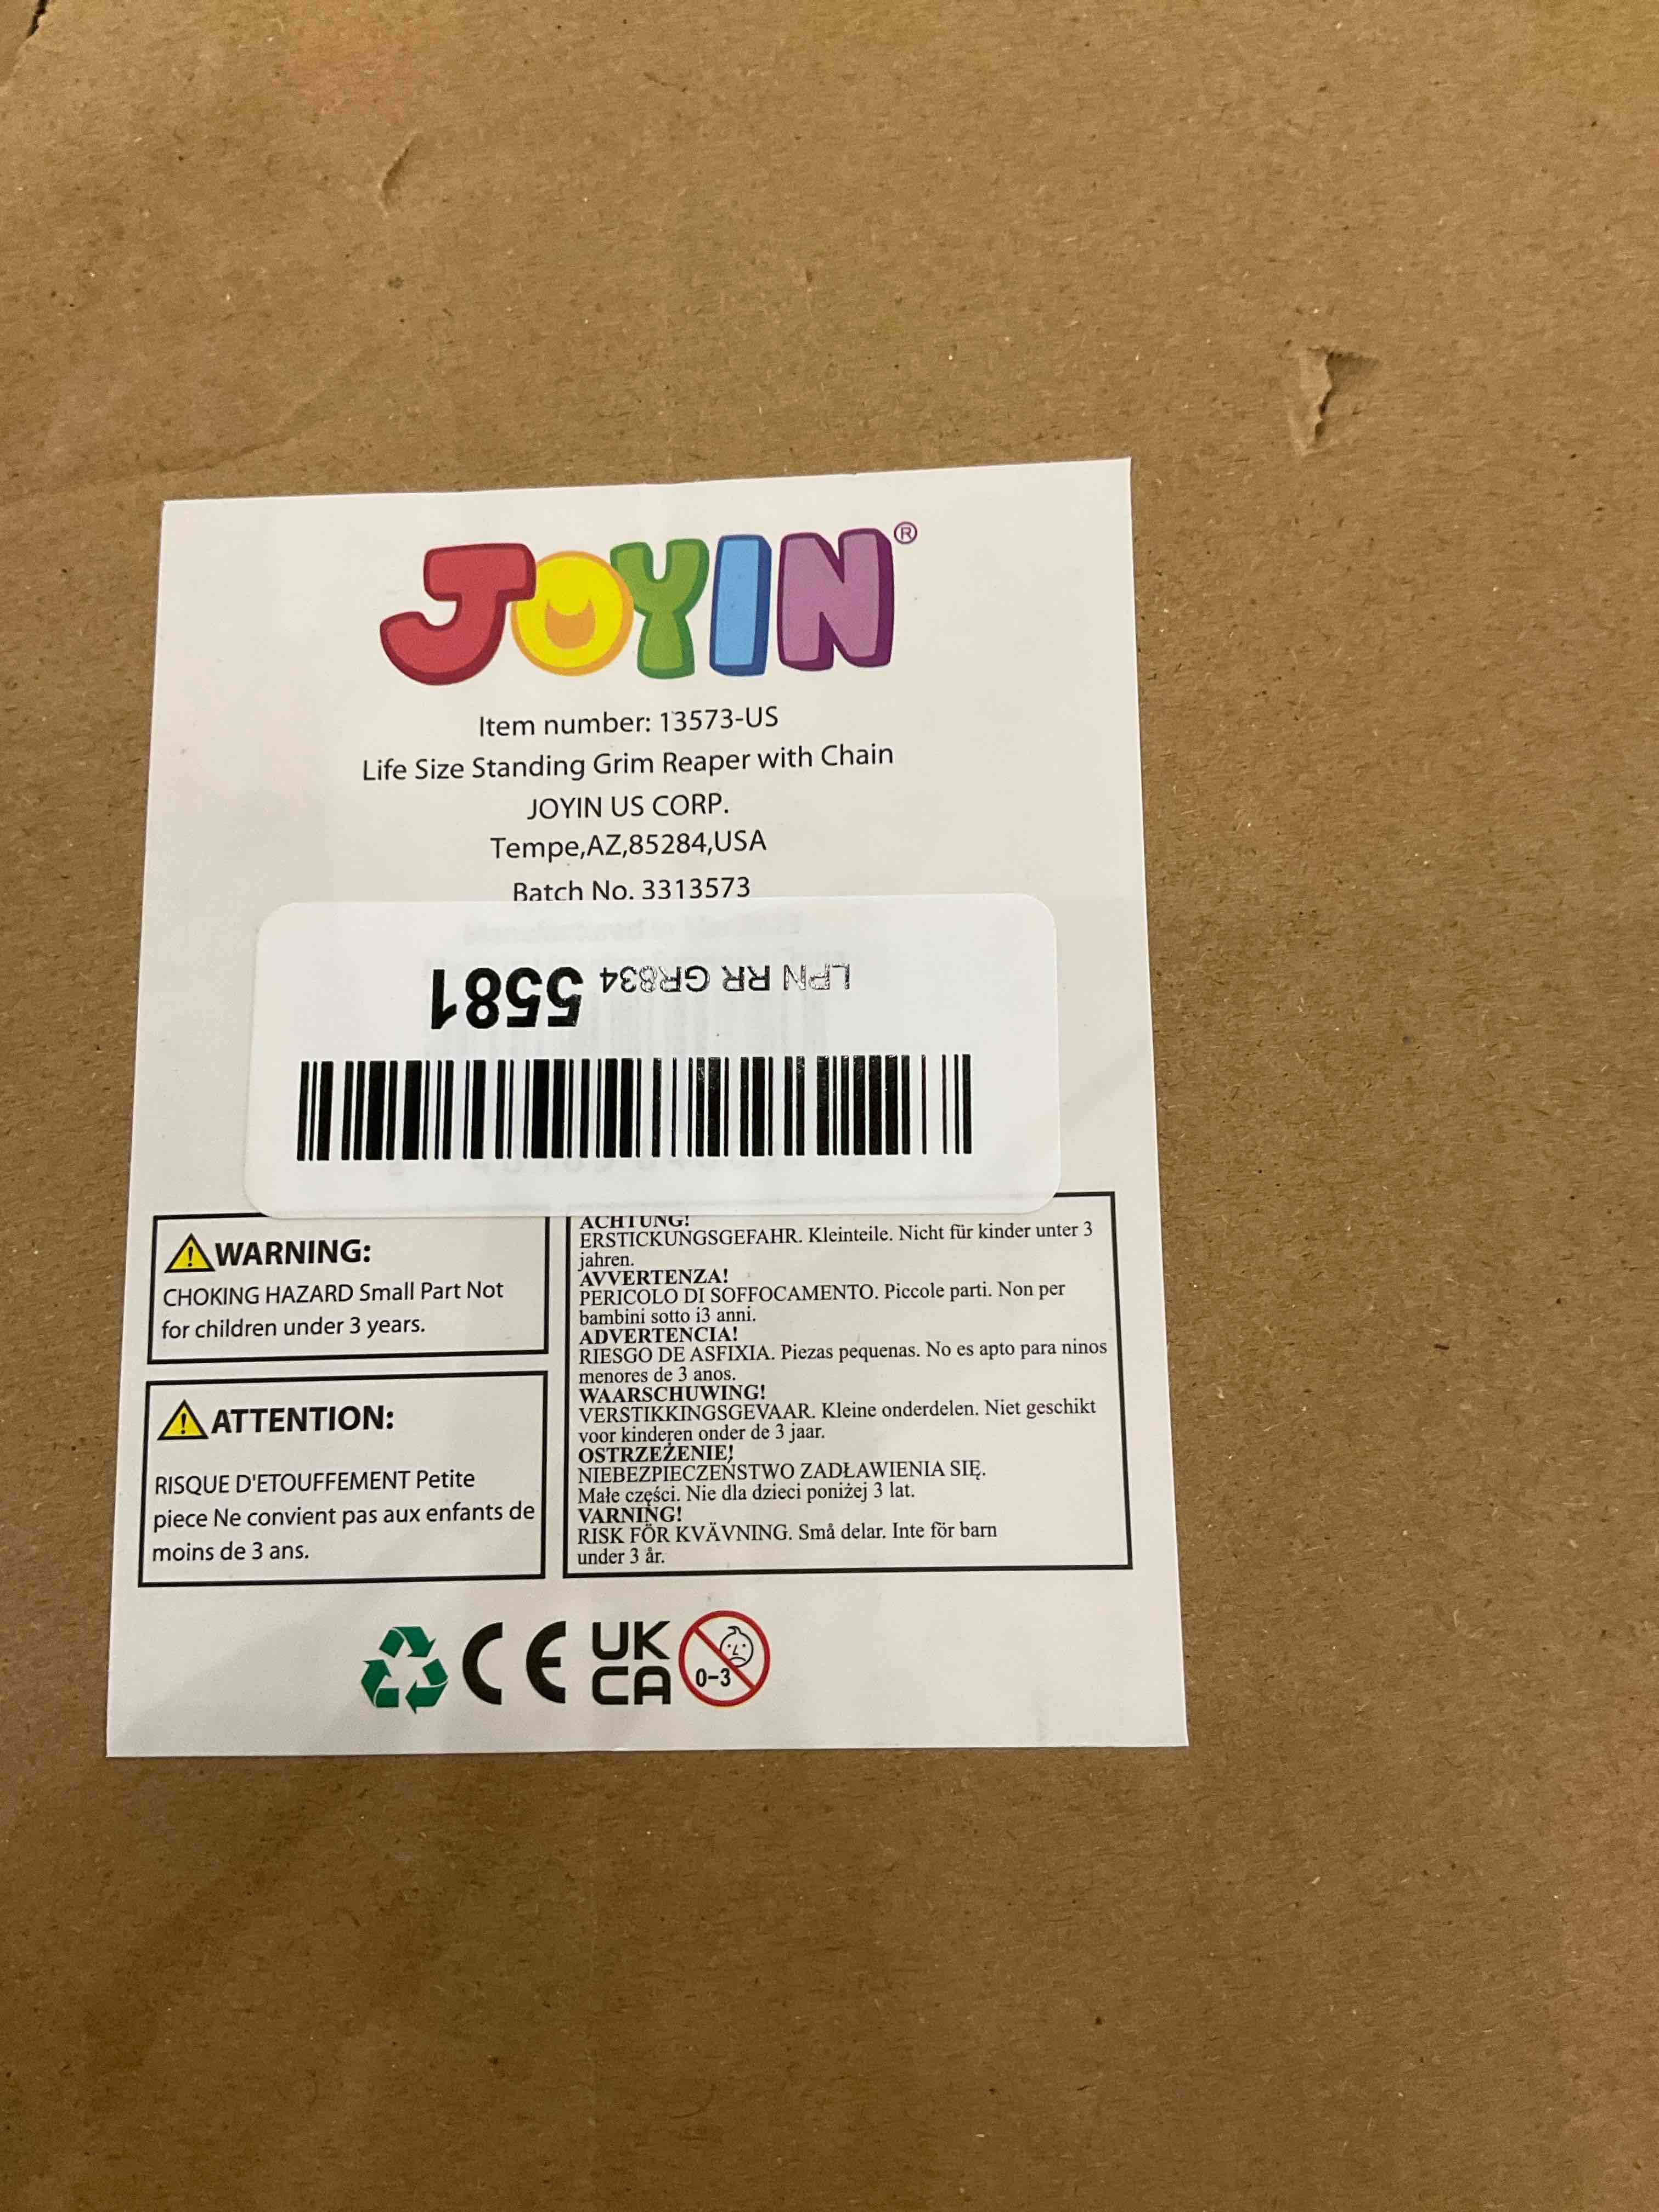 JOYIN®
Item number: 13573-US
Life Size Standing Grim Reaper with Chain
JOYIN US CORP.
Tempe,AZ,85284,USA
Batch No. 3313573
LPN RR GR834 5581
WARNING:
CHOKING HAZARD Small Part Not
for children under 3 years.
ATTENTION:
RISQUE D'ETOUFFEMENT Petite
piece Ne convient pas aux enfants de
moins de 3 ans.
ACHTUNG!
ERSTICKUNGSGEFAHR. Kleinteile. Nicht für kinder unter 3
jahren.
AVVERTENZA!
PERICOLO DI SOFFOCAMENTO. Piccole parti. Non per
bambini sotto i3 anni.
ADVERTENCIA!
RIESGO DE ASFIXIA. Piezas pequenas. No es apto para ninos
menores de 3 anos.
WAARSCHUWING!
VERSTIKKINGSGEVAAR. Kleine onderdelen. Niet geschikt
voor kinderen onder de 3 jaar.
OSTRZEŻENIE!
NIEBEZPIECZEŃSTWO ZADŁAWIENIA SIĘ.
Małe części. Nie dla dzieci poniżej 3 lat.
VARNING!
RISK FÖR KVÄVNING. Små delar. Inte för barn
under 3 år.
CE UK
CA
0-3